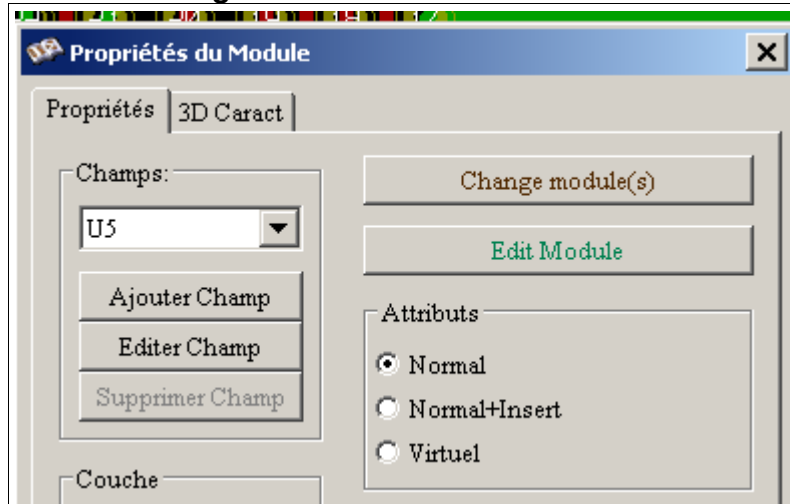 Propriétés du Module
Propriétés
3D Caract
Champs:
U5
Ajouter Champ
Editer Champ
Supprimer Champ
Couche
Change module(s)
Edit Module
Attributs
Normal
Normal+Insert
Virtuel